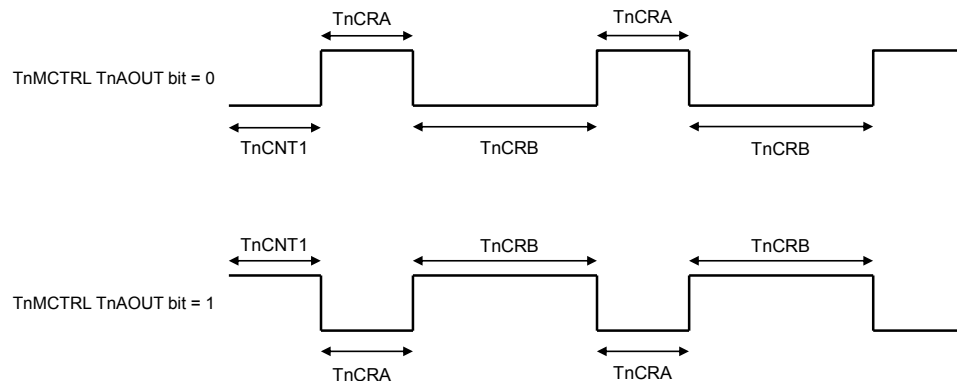 TnCRA TnCRA
TnMCTRL TnAOUT bit = 0
TnCNT1 TnCRB TnCRB
TnCNT1 TnCRB TnCRB
TnMCTRL TnAOUT bit = 1
TnCRA TnCRA